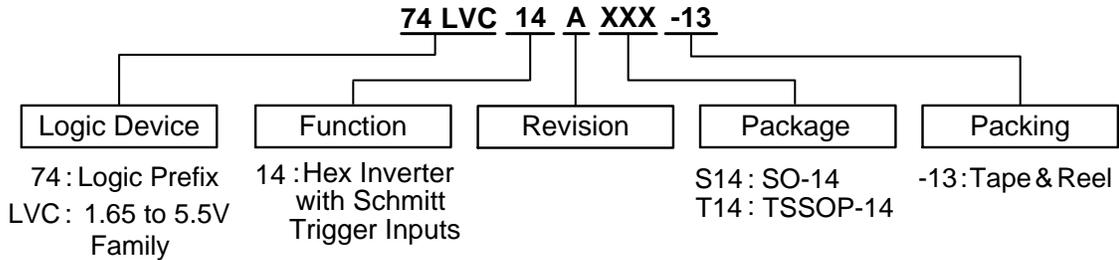 74 LVC 14 A XXX -13
Logic Device
Function
Revision
Package
Packing
74 : Logic Prefix
LVC : 1.65 to 5.5V
Family
14 : Hex Inverter
with Schmitt
Trigger Inputs
S14 : SO-14
T14 : TSSOP-14
-13 : Tape & Reel